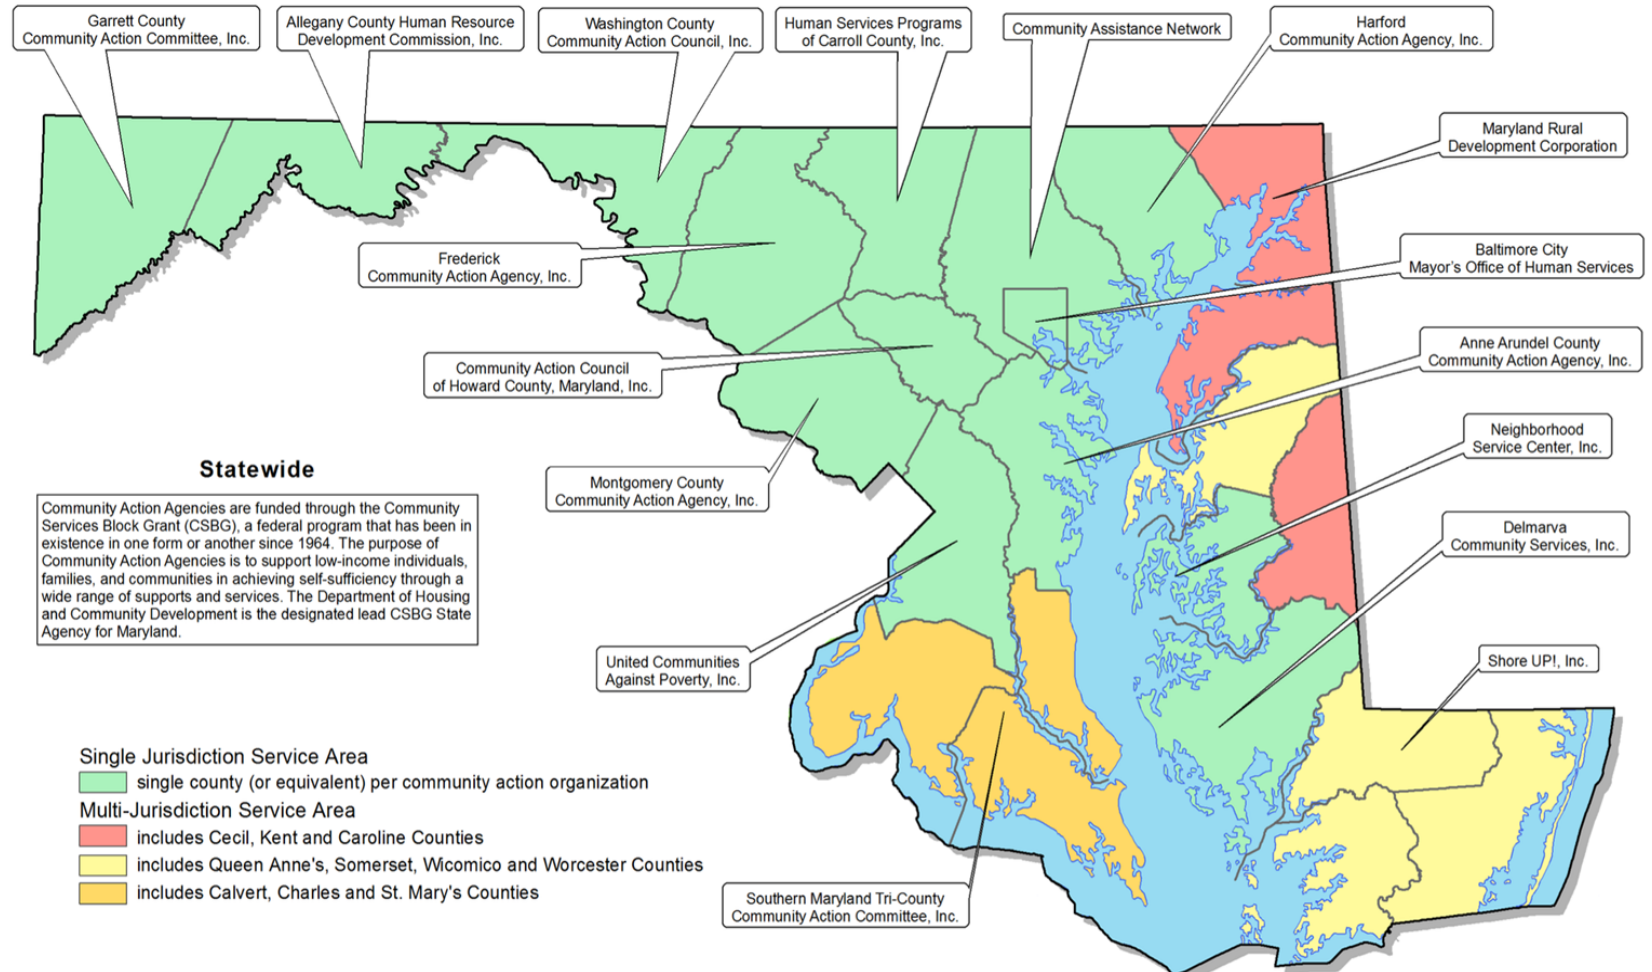 Garrett County
Community Action Committee, Inc.
Allegany County Human Resource
Development Commission, Inc.
Washington County
Community Action Council, Inc.
Human Services Programs
of Carroll County, Inc.
Community Assistance Network
Harford
Community Action Agency, Inc.
Maryland Rural
Development Corporation
Baltimore City
Mayor's Office of Human Services
Frederick
Community Action Agency, Inc.
Anne Arundel County
Community Action Agency, Inc.
Community Action Council
of Howard County, Maryland, Inc.
Neighborhood
Service Center, Inc.
Montgomery County
Community Action Agency, Inc.
Delmarva
Community Services, Inc.
Statewide
Community Action Agencies are funded through the Community
Services Block Grant (CSBG), a federal program that has been in
existence in one form or another since 1964. The purpose of
Community Action Agencies is to support low-income individuals,
families, and communities in achieving self-sufficiency through a
wide range of supports and services. The Department of Housing
and Community Development is the designated lead CSBG State
Agency for Maryland.
United Communities
Against Poverty, Inc.
Shore UP!, Inc.
Single Jurisdiction Service Area
single county (or equivalent) per community action organization
Multi-Jurisdiction Service Area
includes Cecil, Kent and Caroline Counties
includes Queen Anne's, Somerset, Wicomico and Worcester Counties
includes Calvert, Charles and St. Mary's Counties
Southern Maryland Tri-County
Community Action Committee, Inc.